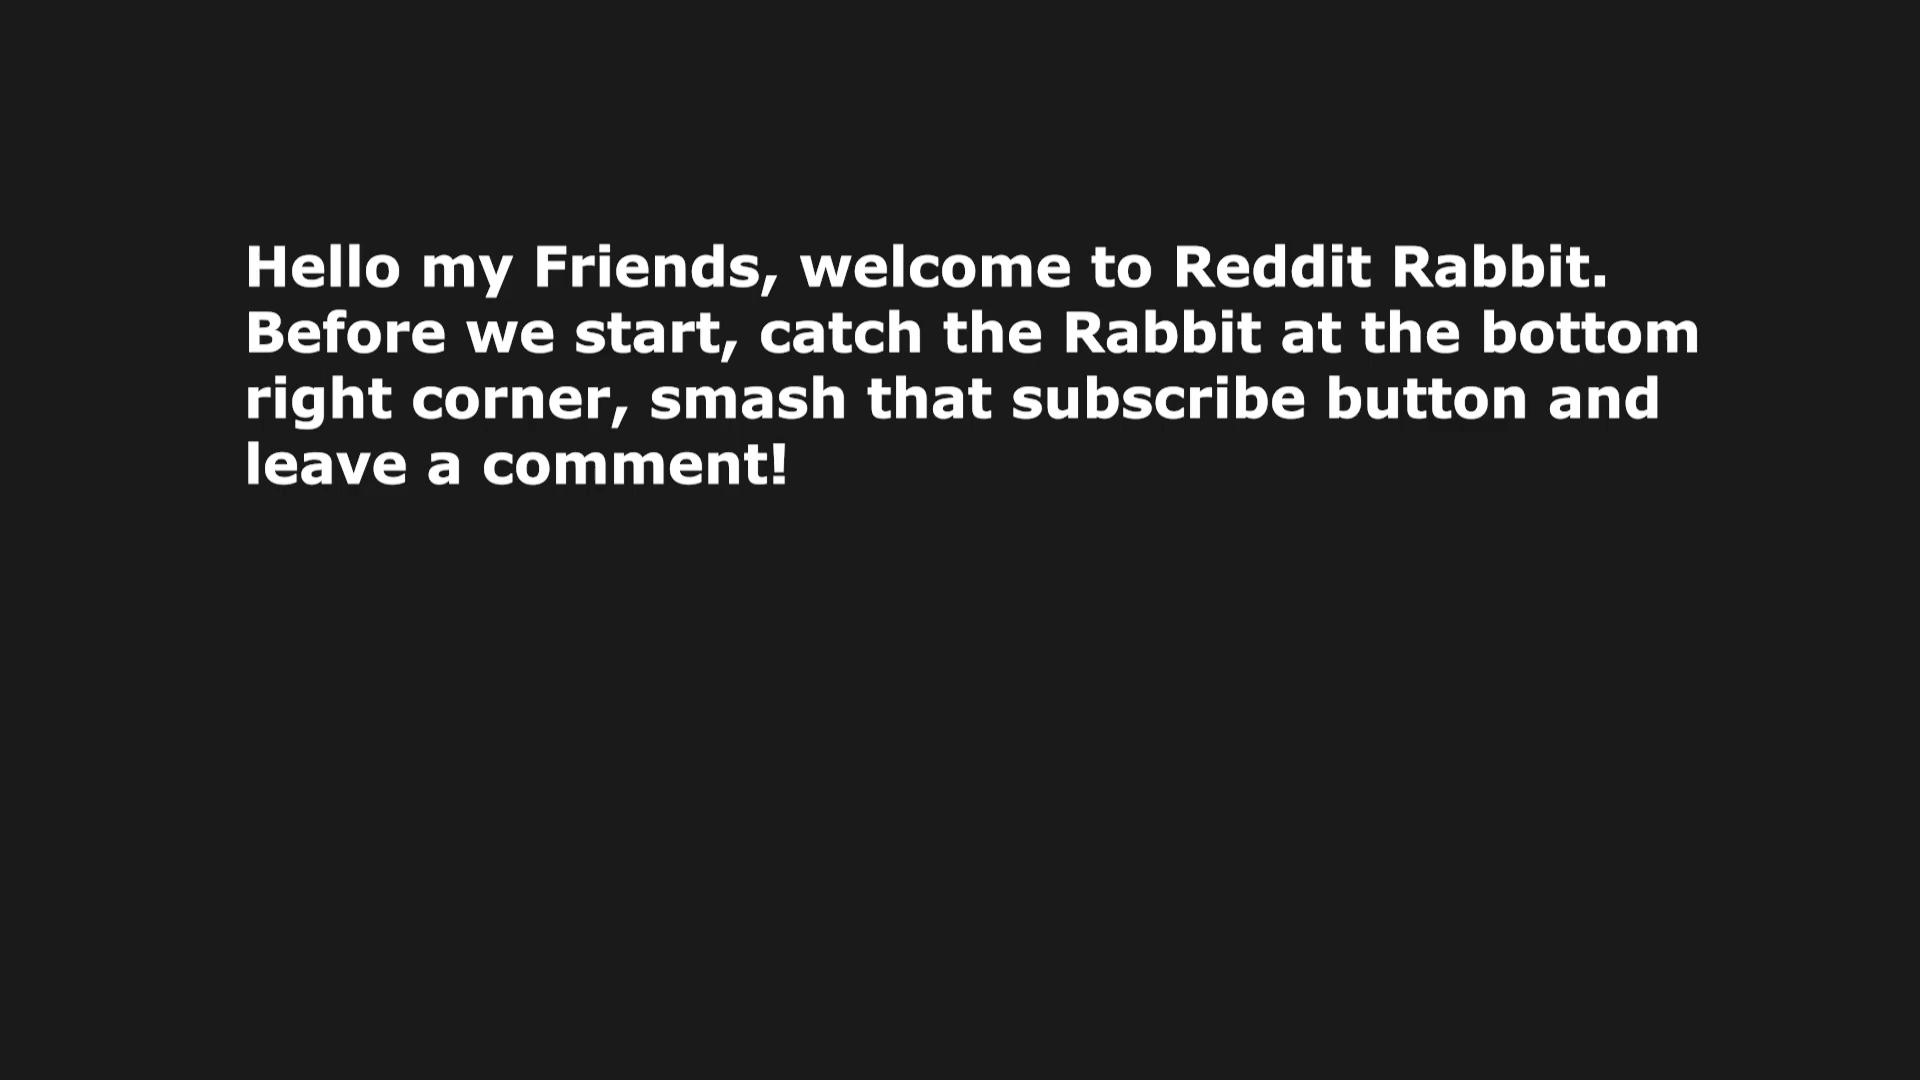 Hello my Friends, welcome to Reddit Rabbit.
Before we start, catch the Rabbit at the bottom
right corner, smash that subscribe button and
leave a comment!